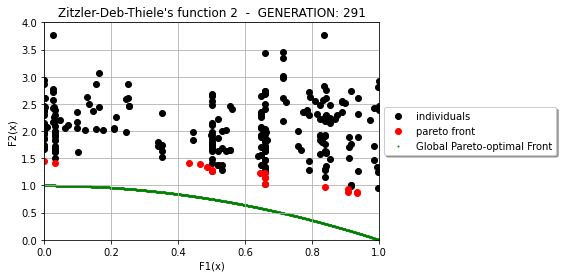 Zitzler-Deb-Thiele's function 2 - GENERATION: 291
4.0
3.5
3.0
2.5
2.0
1.5
1.0
0.5
0.0
F2(x)
0.0 0.2 0.4 0.6 0.8 1.0
F1(x)
individuals
pareto front
Global Pareto-optimal Front